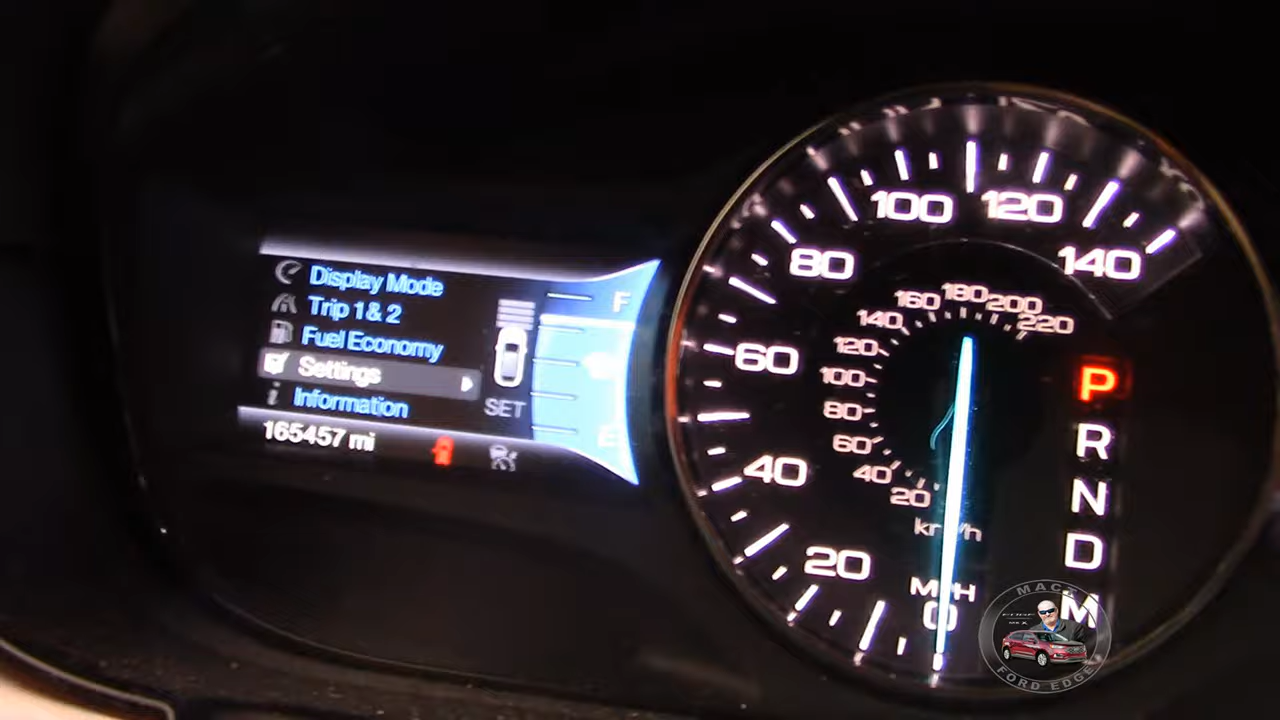 Display Mode
Trip 1 & 2
Fuel Economy
Settings
Information
SET
165457 mi
F
E
0
20
40
60
80
100
120
140
MPH
20
40
60
80
100
120
140
160
180
200
220
km/h
P
R
N
D
M
MACT
FORD EDGE